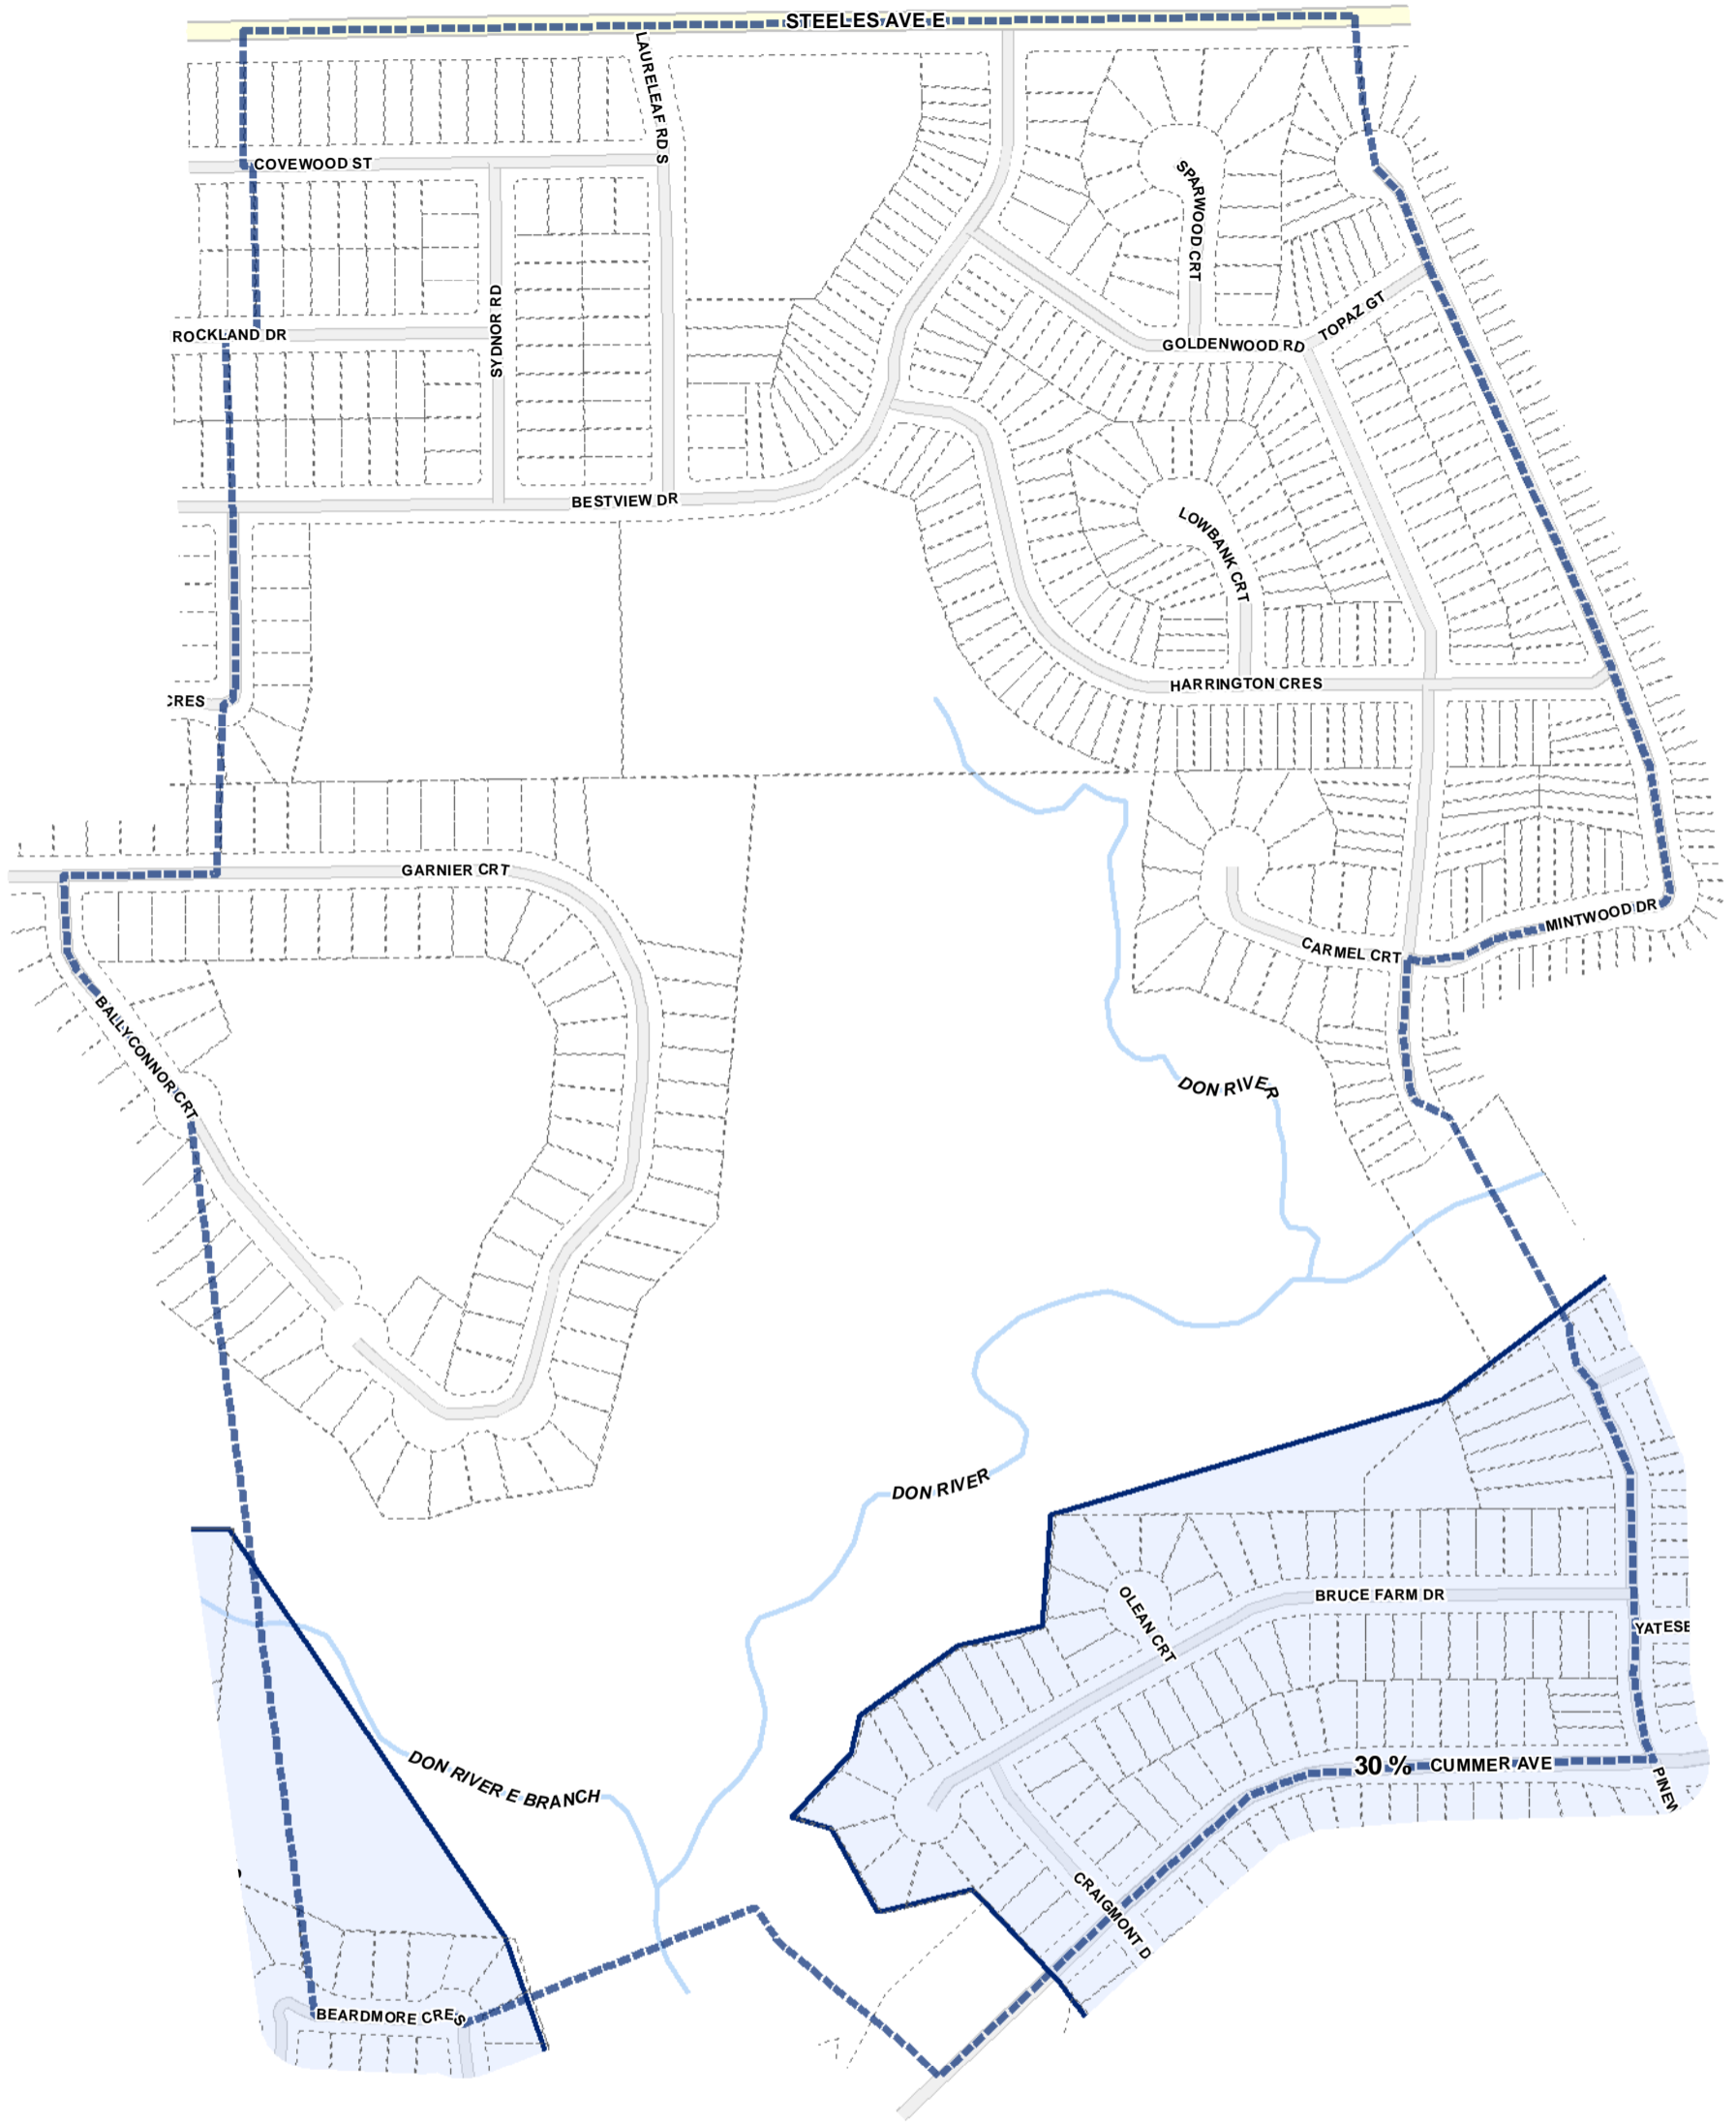 STEELES AVE E
LAURELEAF RD S
COVEWOOD ST
SPARWOOD CRT
SYDNOR RD
TOPAZ GT
ROCKLAND DR
GOLDENWOOD RD
BESTVIEW DR
LOWBANK CRT
HARRINGTON CRES
CRES
GARNIER CRT
MINTWOOD DR
CARMEL CRT
BALLYCONNOR CRT
DON RIVER
DON RIVER
BRUCE FARM DR
OLEAN CRT
YATESB
DON RIVER E BRANCH
30 %
CUMMER AVE
PINEW
CRAIGMONT D
BEARDMORE CRES